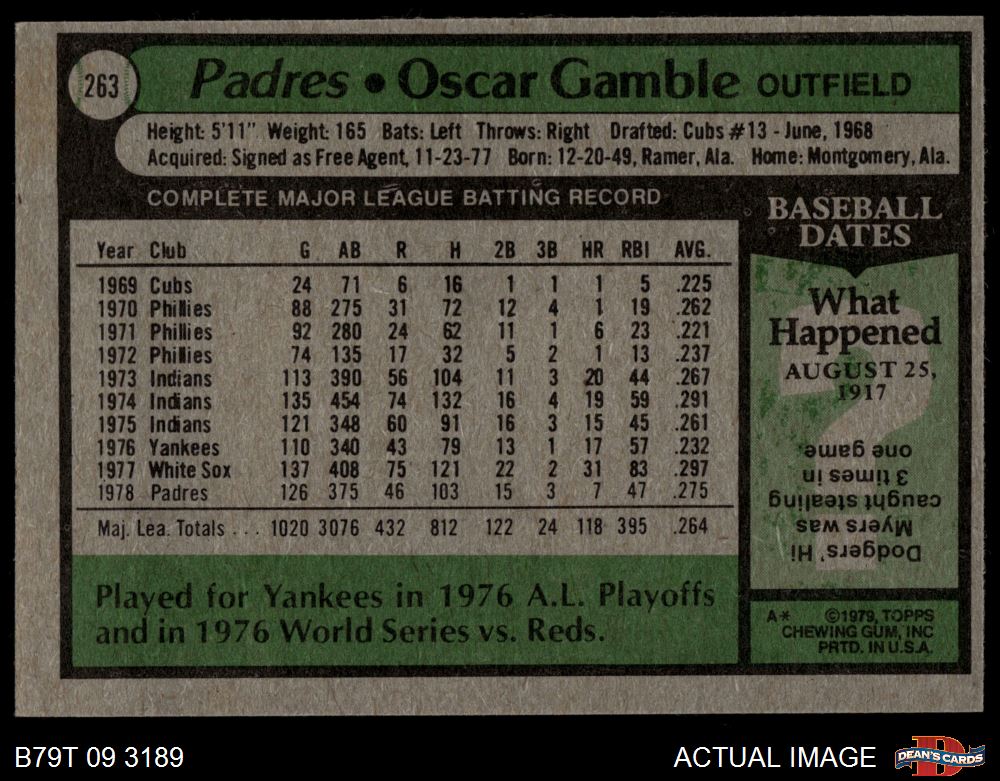 263
Padres • Oscar Gamble OUTFIELD
Height: 5'11" Weight: 165 Bats: Left Throws: Right Drafted: Cubs #13 - June, 1968
Acquired: Signed as Free Agent, 11-23-77 Born: 12-20-49, Ramer, Ala. Home: Montgomery, Ala.
COMPLETE MAJOR LEAGUE BATTING RECORD
Year Club G AB R H 2B 3B HR RBI AVG.
1969 Cubs 24 71 6 16 1 1 1 5 .225
1970 Phillies 88 275 31 72 12 4 1 19 .262
1971 Phillies 92 280 24 62 11 1 6 23 .221
1972 Phillies 74 135 17 32 5 2 1 13 .237
1973 Indians 113 390 56 104 11 3 20 44 .267
1974 Indians 135 454 74 132 16 4 19 59 .291
1975 Indians 121 348 60 91 16 3 15 45 .261
1976 Yankees 110 340 43 79 13 1 17 57 .232
1977 White Sox 137 408 75 121 22 2 31 83 .297
1978 Padres 126 375 46 103 15 3 7 47 .275
Maj. Lea. Totals . . . 1020 3076 432 812 122 24 118 395 .264
Played for Yankees in 1976 A.L. Playoffs
and in 1976 World Series vs. Reds.
BASEBALL
DATES
What
Happened
AUGUST 25,
1917
Dodgers' Hi
Myers was
caught stealing
3 times in
one game.
A* ©1979, TOPPS
CHEWING GUM, INC
PRTD. IN U.S.A.
B79T 09 3189
ACTUAL IMAGE
D
DEAN'S CARDS